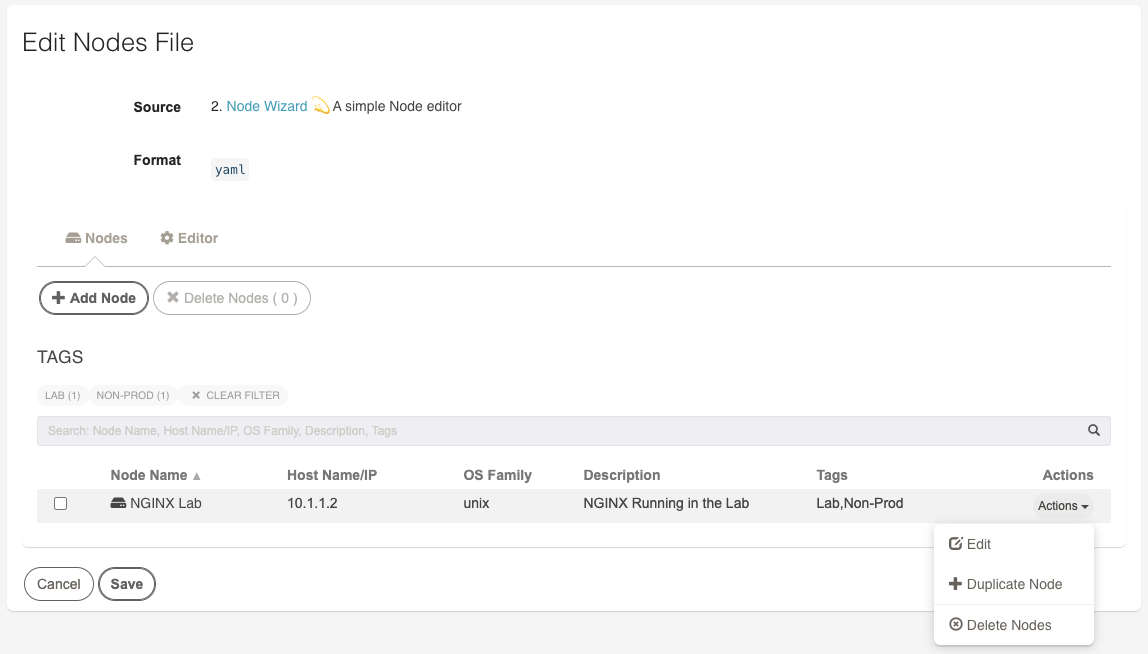 Edit Nodes File
Source 2. Node Wizard 💫 A simple Node editor
Format yaml
Nodes Editor
Add Node Delete Nodes ( 0 )
TAGS
LAB (1) NON-PROD (1) CLEAR FILTER
Search: Node Name, Host Name/IP, OS Family, Description, Tags
Node Name ▲ Host Name/IP OS Family Description Tags Actions
NGINX Lab 10.1.1.2 unix NGINX Running in the Lab Lab,Non-Prod Actions
Edit
Duplicate Node
Delete Nodes
Cancel Save